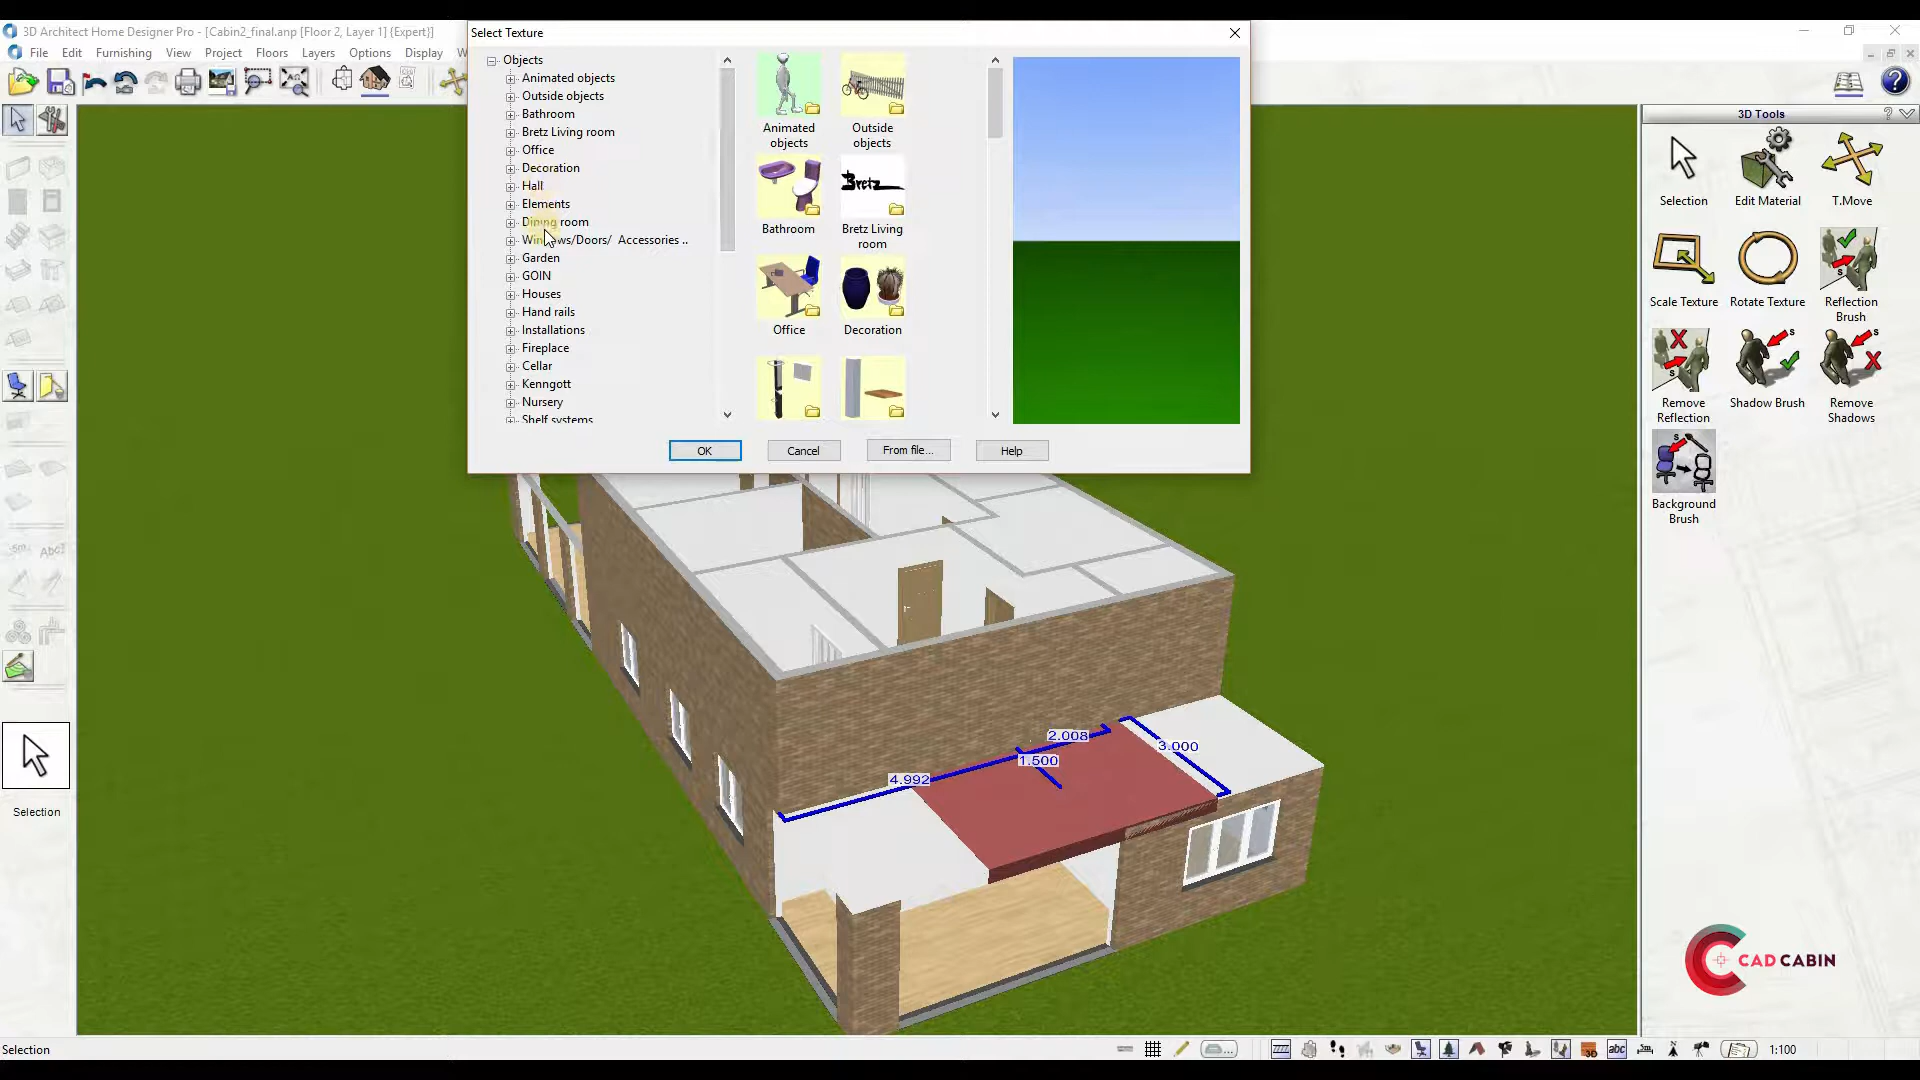 3D Architect Home Designer Pro - [Cabin2_final.anp [Floor 2, Layer 1] {Expert}]
File Edit Furnishing View Project Floors Layers Options Display W
Select Texture
Objects
Animated objects
Outside objects
Bathroom
Bretz Living room
Office
Decoration
Hall
Elements
Dining room
Windows/Doors/ Accessories ..
Garden
GOIN
Houses
Hand rails
Installations
Fireplace
Cellar
Kenngott
Nursery
Shelf systems
Animated objects
Outside objects
Bathroom
Bretz
Bretz Living room
Office
Decoration
OK
Cancel
From file...
Help
3D Tools
Selection
Edit Material
T.Move
Scale Texture
Rotate Texture
Reflection Brush
Remove Reflection
Shadow Brush
Remove Shadows
Background Brush
Selection
2.008
1.500
3.000
4.992
CAD CABIN
Selection
abc
1:100